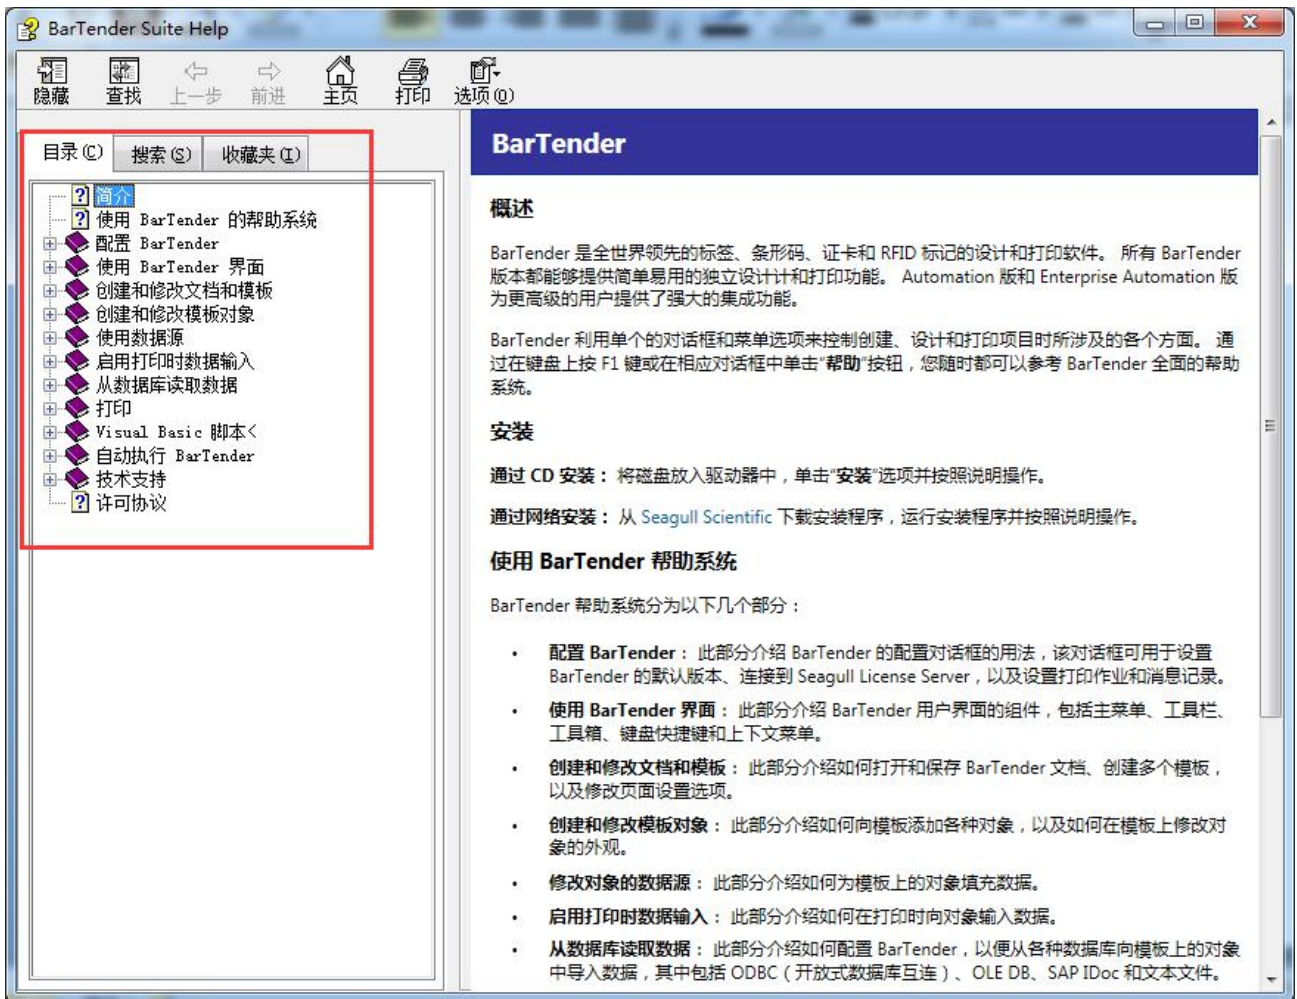 BarTender Suite Help
隐藏 查找 上一步 前进 主页 打印 选项(O)
目录(C) 搜索(S) 收藏夹(I)
简介
使用 BarTender 的帮助系统
配置 BarTender
使用 BarTender 界面
创建和修改文档和模板
创建和修改模板对象
使用数据源
启用打印时数据输入
从数据库读取数据
打印
Visual Basic 脚本<
自动执行 BarTender
技术支持
许可协议
BarTender
概述
BarTender 是全世界领先的标签、条形码、证卡和 RFID 标记的设计和打印软件。 所有 BarTender
版本都能够提供简单易用的独立设计计和打印功能。 Automation 版和 Enterprise Automation 版
为更高级的用户提供了强大的集成功能。
BarTender 利用单个的对话框和菜单选项来控制创建、设计和打印项目时所涉及的各个方面。 通
过在键盘上按 F1 键或在相应对话框中单击“帮助”按钮，您随时都可以参考 BarTender 全面的帮助
系统。
安装
通过 CD 安装： 将磁盘放入驱动器中，单击“安装”选项并按照说明操作。
通过网络安装： 从 Seagull Scientific 下载安装程序，运行安装程序并按照说明操作。
使用 BarTender 帮助系统
BarTender 帮助系统分为以下几个部分：
• 配置 BarTender： 此部分介绍 BarTender 的配置对话框的用法，该对话框可用于设置
BarTender 的默认版本、连接到 Seagull License Server，以及设置打印作业和消息记录。
• 使用 BarTender 界面： 此部分介绍 BarTender 用户界面的组件，包括主菜单、工具栏、
工具箱、键盘快捷键和上下文菜单。
• 创建和修改文档和模板： 此部分介绍如何打开和保存 BarTender 文档、创建多个模板，
以及修改页面设置选项。
• 创建和修改模板对象： 此部分介绍如何向模板添加各种对象，以及如何在模板上修改对
象的外观。
• 修改对象的数据源： 此部分介绍如何为模板上的对象填充数据。
• 启用打印时数据输入： 此部分介绍如何在打印时向对象输入数据。
• 从数据库读取数据： 此部分介绍如何配置 BarTender，以便从各种数据库向模板上的对象
中导入数据，其中包括 ODBC（开放式数据库互连）、OLE DB、SAP IDoc 和文本文件。